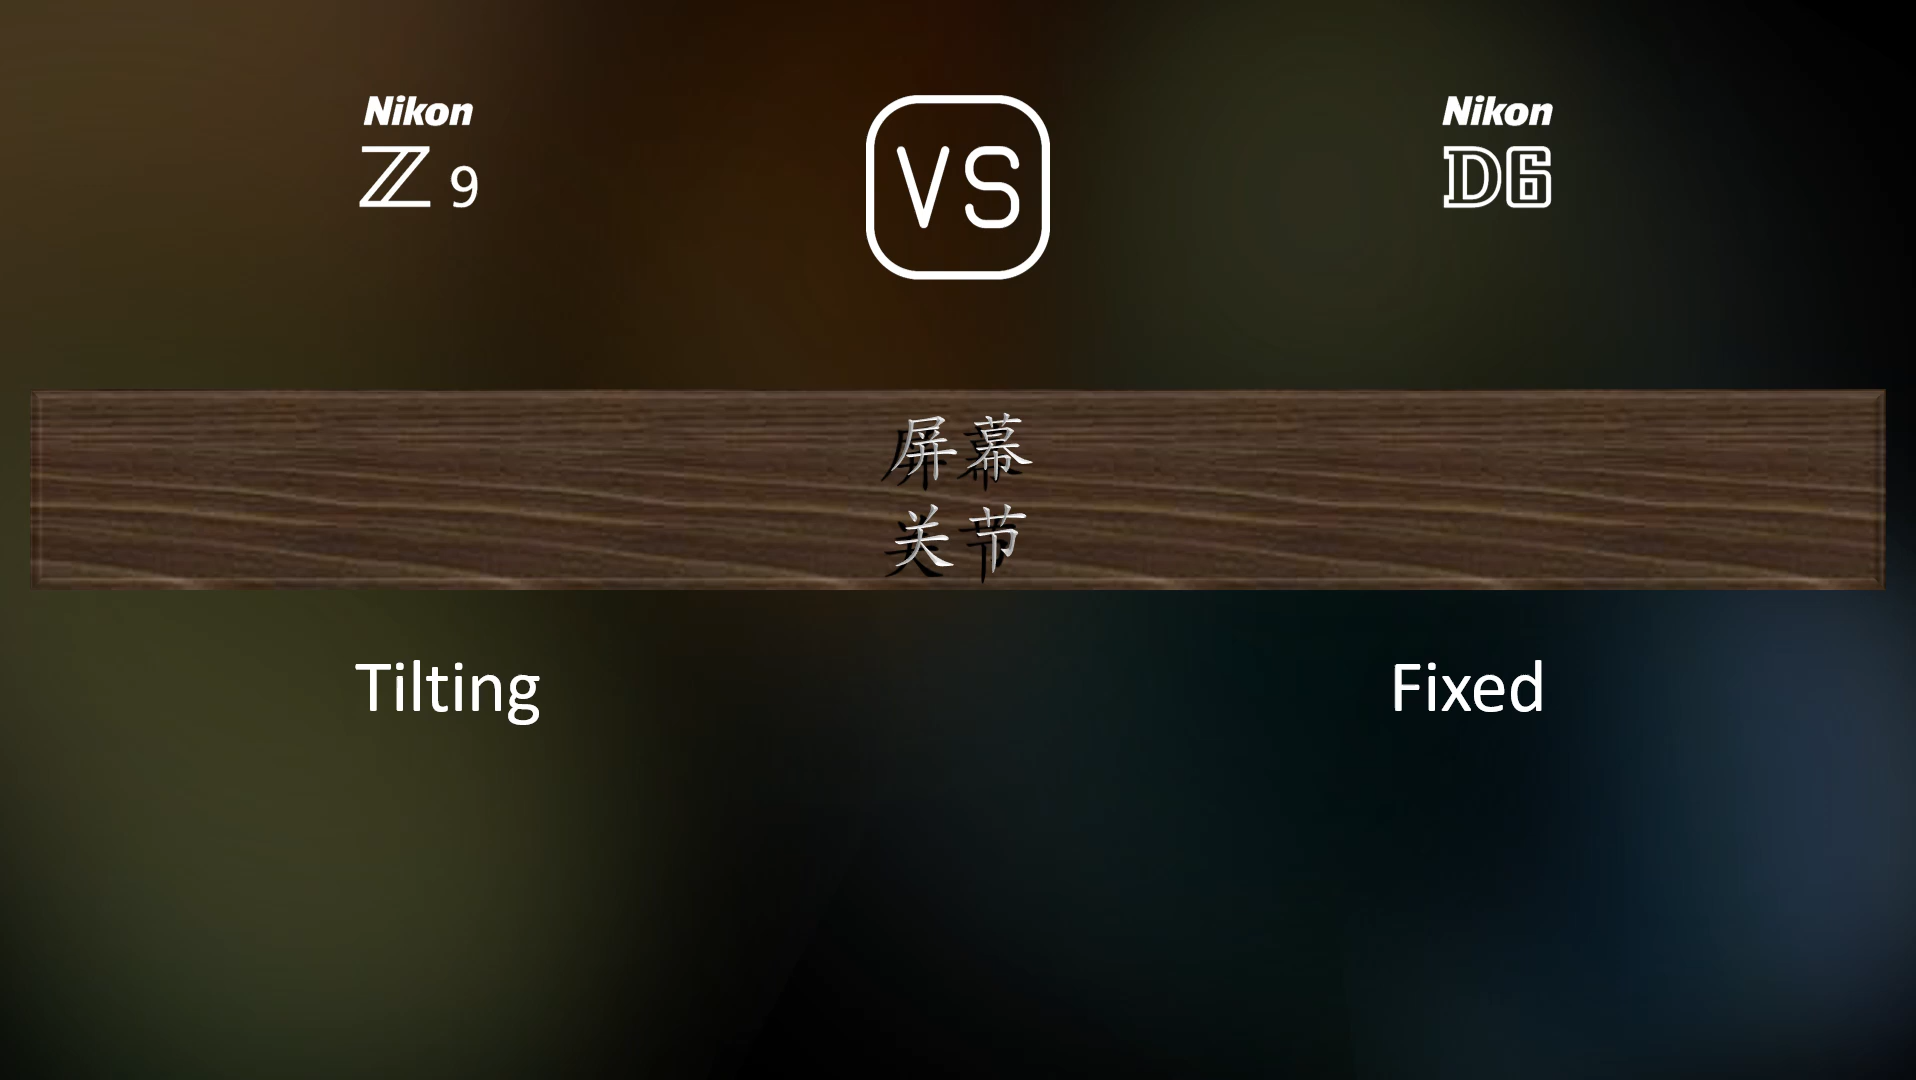 Nikon
Z 9
VS
Nikon
D6
屏幕
关节
Tilting
Fixed